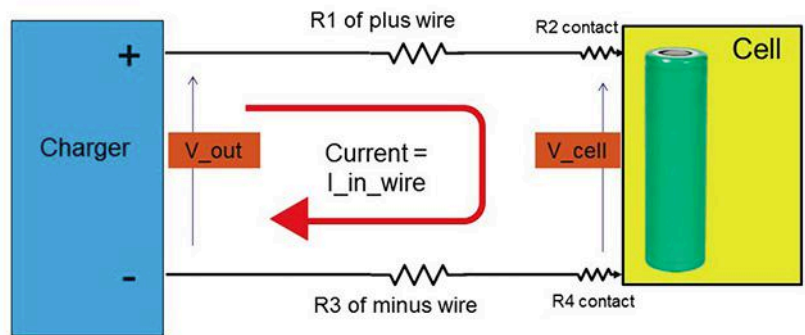 R1 of plus wire
R2 contact
+
Cell
Charger
V_out
Current =
I_in_wire
V_cell
-
R3 of minus wire
R4 contact